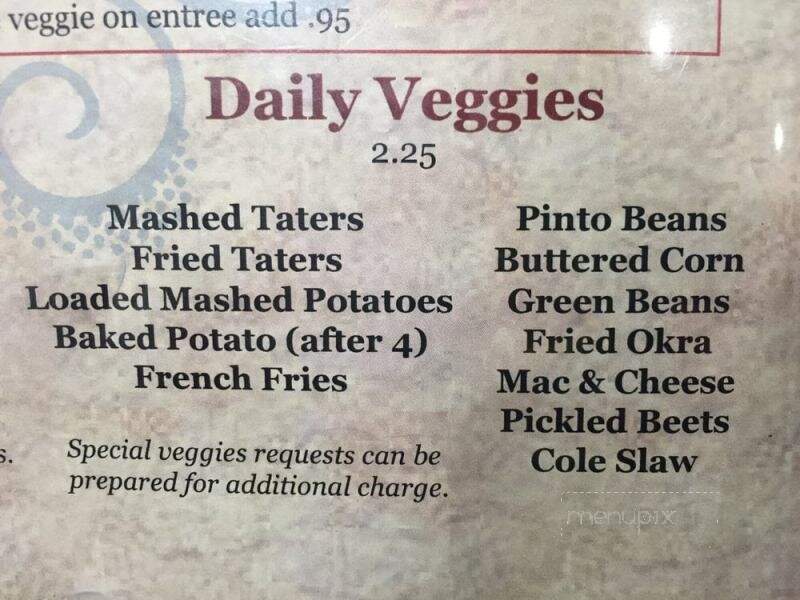 veggie on entree add .95
Daily Veggies
2.25
Mashed Taters
Fried Taters
Loaded Mashed Potatoes
Baked Potato (after 4)
French Fries
Pinto Beans
Buttered Corn
Green Beans
Fried Okra
Mac & Cheese
Pickled Beets
Cole Slaw
s.
Special veggies requests can be
prepared for additional charge.
menupix